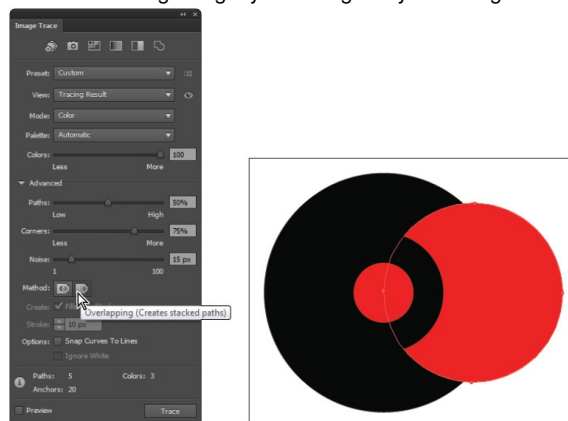 Image Trace
Preset: Custom
View: Tracing Result
Mode: Color
Palette: Automatic
Colors: 100
Less More
Advanced
Paths: 50%
Low High
Corners: 75%
Less More
Noise: 15 px
1 100
Method:
Create:
Overlapping (Creates stacked paths)
Stroke: 10 px
Options: Snap Curves To Lines
Ignore White
Paths: 5 Colors: 3
Anchors: 20
Preview Trace